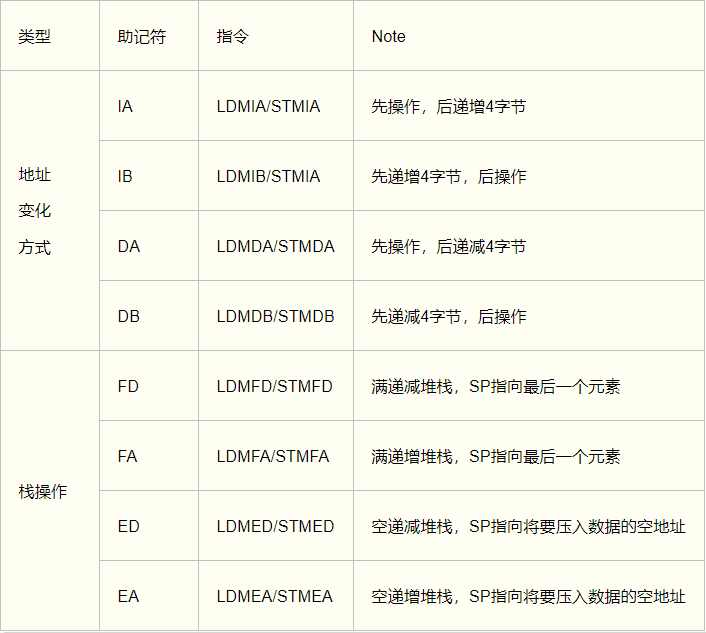 类型 助记符 指令 Note
地址
变化
方式
IA LDMIA/STMIA 先操作，后递增4字节
IB LDMIB/STMIA 先递增4字节，后操作
DA LDMDA/STMDA 先操作，后递减4字节
DB LDMDB/STMDB 先递减4字节，后操作
栈操作
FD LDMFD/STMFD 满递减堆栈，SP指向最后一个元素
FA LDMFA/STMFA 满递增堆栈，SP指向最后一个元素
ED LDMED/STMED 空递减堆栈，SP指向将要压入数据的空地址
EA LDMEA/STMEA 空递增堆栈，SP指向将要压入数据的空地址